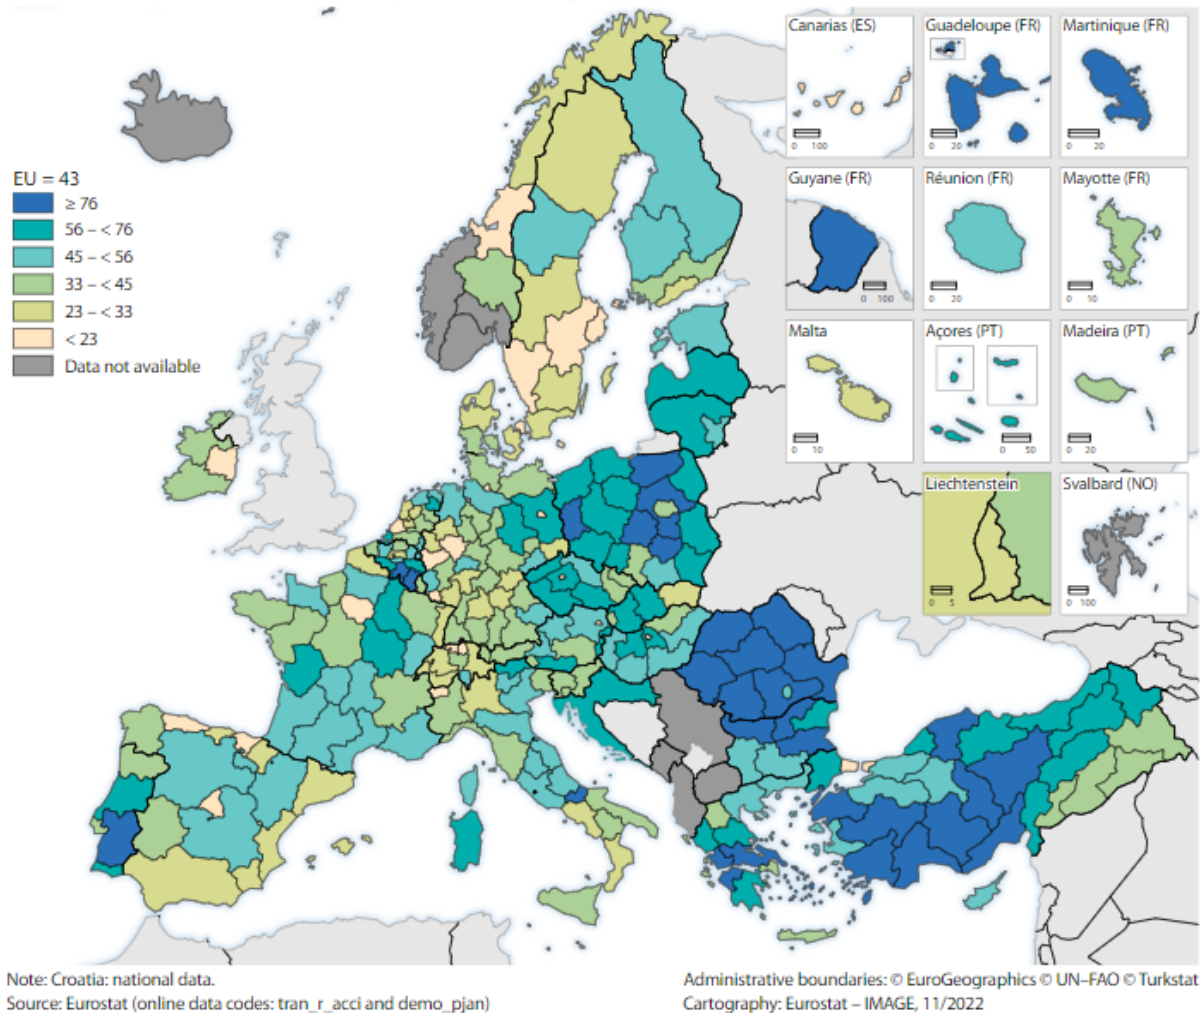 EU = 43
≥ 76
56 – < 76
45 – < 56
33 – < 45
23 – < 33
< 23
Data not available
Canarias (ES)
0 100
Guadeloupe (FR)
0 20
Martinique (FR)
0 20
Guyane (FR)
0 100
Réunion (FR)
0 20
Mayotte (FR)
0 10
Malta
0 10
Açores (PT)
0 50
Madeira (PT)
0 20
Liechtenstein
0 5
Svalbard (NO)
0 100
Note: Croatia: national data.
Source: Eurostat (online data codes: tran_r_acci and demo_pjan)
Administrative boundaries: © EuroGeographics © UN–FAO © Turkstat
Cartography: Eurostat – IMAGE, 11/2022